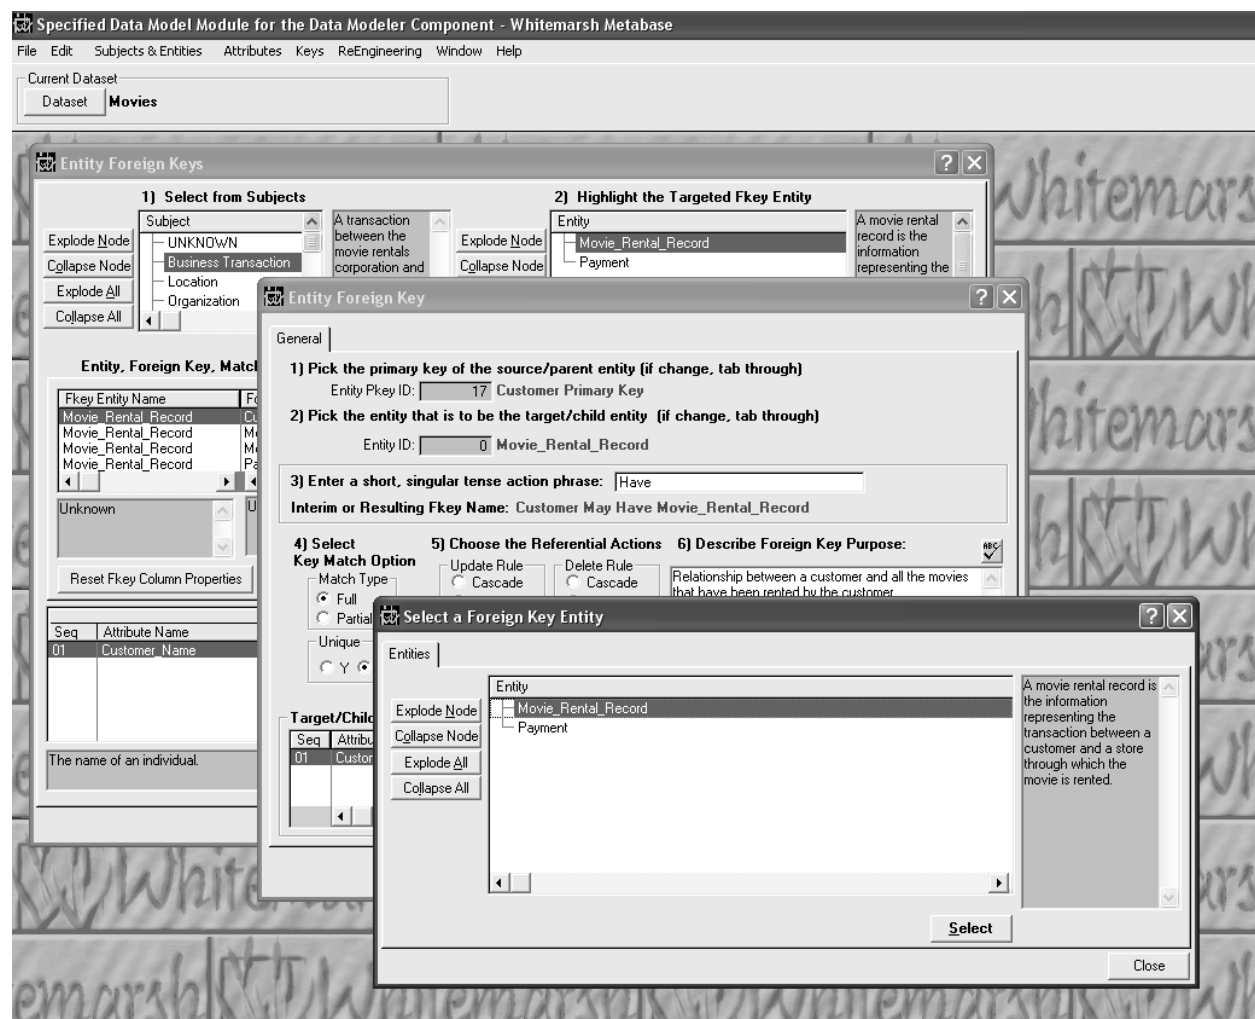 Specified Data Model Module for the Data Modeler Component - Whitemarsh Metabase
File Edit Subjects & Entities Attributes Keys ReEngineering Window Help
Current Dataset
Dataset Movies
Entity Foreign Keys
1) Select from Subjects
2) Highlight the Targeted Fkey Entity
Explode Node
Collapse Node
Explode All
Collapse All
Subject
UNKNOWN
Business Transaction
Location
Organization
A transaction
between the
movie rentals
corporation and
Explode Node
Collapse Node
Entity
Movie_Rental_Record
Payment
A movie rental
record is the
information
representing the
Entity, Foreign Key, Match
Fkey Entity Name
Movie_Rental_Record
Movie_Rental_Record
Movie_Rental_Record
Movie_Rental_Record
Unknown
Reset Fkey Column Properties
Seq Attribute Name
01 Customer_Name
The name of an individual.
Entity Foreign Key
General
1) Pick the primary key of the source/parent entity (if change, tab through)
Entity Pkey ID: 17 Customer Primary Key
2) Pick the entity that is to be the target/child entity (if change, tab through)
Entity ID: 0 Movie_Rental_Record
3) Enter a short, singular tense action phrase: Have
Interim or Resulting Fkey Name: Customer May Have Movie_Rental_Record
4) Select
Key Match Option
Match Type
Full
Partial
Unique
Y
5) Choose the Referential Actions
Update Rule
Cascade
Delete Rule
Cascade
6) Describe Foreign Key Purpose:
ABC
Relationship between a customer and all the movies
that have been rented by the customer
Target/Child
Seq Attribu
01 Custor
Select a Foreign Key Entity
Entities
Explode Node
Collapse Node
Explode All
Collapse All
Entity
Movie_Rental_Record
Payment
A movie rental record is
the information
representing the
transaction between a
customer and a store
through which the
movie is rented.
Select
Close